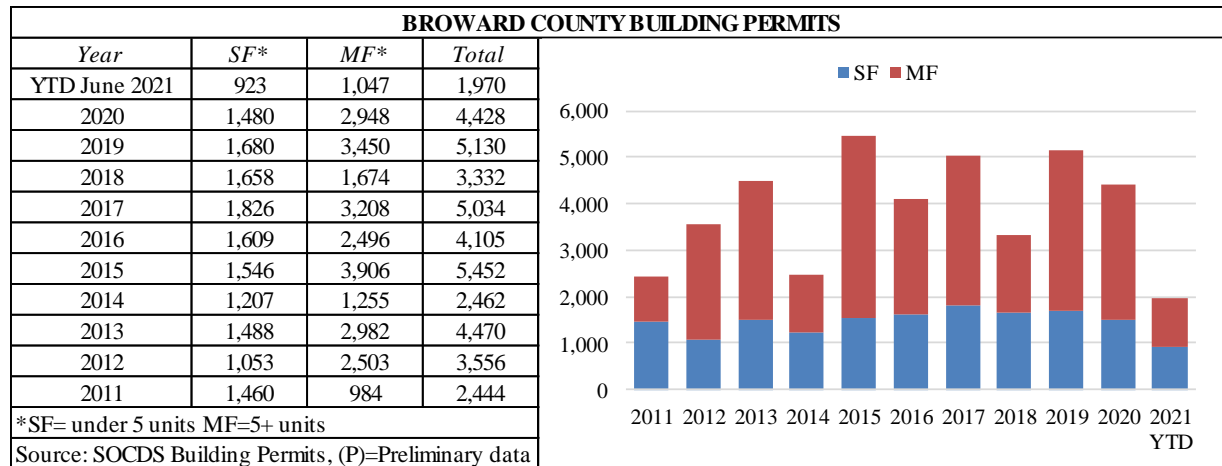 BROWARD COUNTY BUILDING PERMITS
Year SF* MF* Total
YTD June 2021 923 1,047 1,970
2020 1,480 2,948 4,428
2019 1,680 3,450 5,130
2018 1,658 1,674 3,332
2017 1,826 3,208 5,034
2016 1,609 2,496 4,105
2015 1,546 3,906 5,452
2014 1,207 1,255 2,462
2013 1,488 2,982 4,470
2012 1,053 2,503 3,556
2011 1,460 984 2,444
*SF= under 5 units MF=5+ units
Source: SOCDS Building Permits, (P)=Preliminary data
SF MF
6,000
5,000
4,000
3,000
2,000
1,000
0
2011 2012 2013 2014 2015 2016 2017 2018 2019 2020 2021
YTD